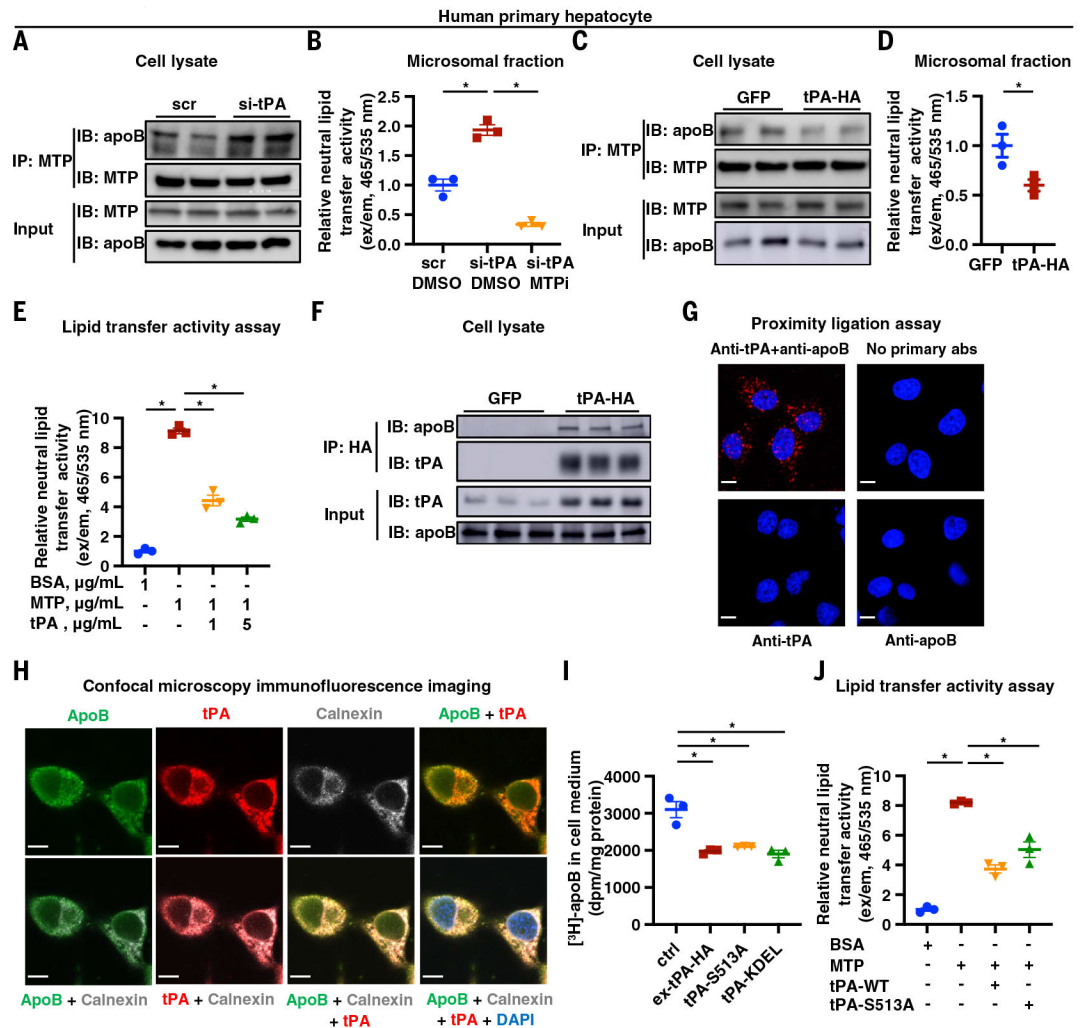 Human primary hepatocyte
A
Cell lysate
scr si-tPA
IP: MTP
IB: apoB
IB: MTP
Input
IB: MTP
IB: apoB
B
Microsomal fraction
Relative neutral lipid
transfer activity
(ex/em, 465/535 nm)
2.5
2.0
1.5
1.0
0.5
0.0
* *
scr si-tPA si-tPA
DMSO DMSO MTPi
C
Cell lysate
GFP tPA-HA
IP: MTP
IB: apoB
IB: MTP
Input
IB: MTP
IB: apoB
D
Microsomal fraction
Relative neutral lipid
transfer activity
(ex/em, 465/535 nm)
1.5
1.0
0.5
0.0
*
GFP tPA-HA
E
Lipid transfer activity assay
Relative neutral lipid
transfer activity
(ex/em, 465/535 nm)
10
8
6
4
2
0
*
* *
BSA, µg/mL 1 - - -
MTP, µg/mL - 1 1 1
tPA , µg/mL - - 1 5
F
Cell lysate
GFP tPA-HA
IP: HA
IB: apoB
IB: tPA
Input
IB: tPA
IB: apoB
G
Proximity ligation assay
Anti-tPA+anti-apoB No primary abs
Anti-tPA Anti-apoB
H
Confocal microscopy immunofluorescence imaging
ApoB tPA Calnexin ApoB + tPA
ApoB + Calnexin tPA + Calnexin ApoB + Calnexin ApoB + Calnexin
+ tPA + tPA + DAPI
I
[³H]-apoB in cell medium
(dpm/mg protein)
4000
3000
2000
1000
0
*
*
*
ctrl
ex-tPA-HA
tPA-S513A
tPA-KDEL
J
Lipid transfer activity assay
Relative neutral lipid
transfer activity
(ex/em, 465/535 nm)
10
8
6
4
2
0
*
* *
BSA + - - -
MTP - + + +
tPA-WT - - + -
tPA-S513A - - - +